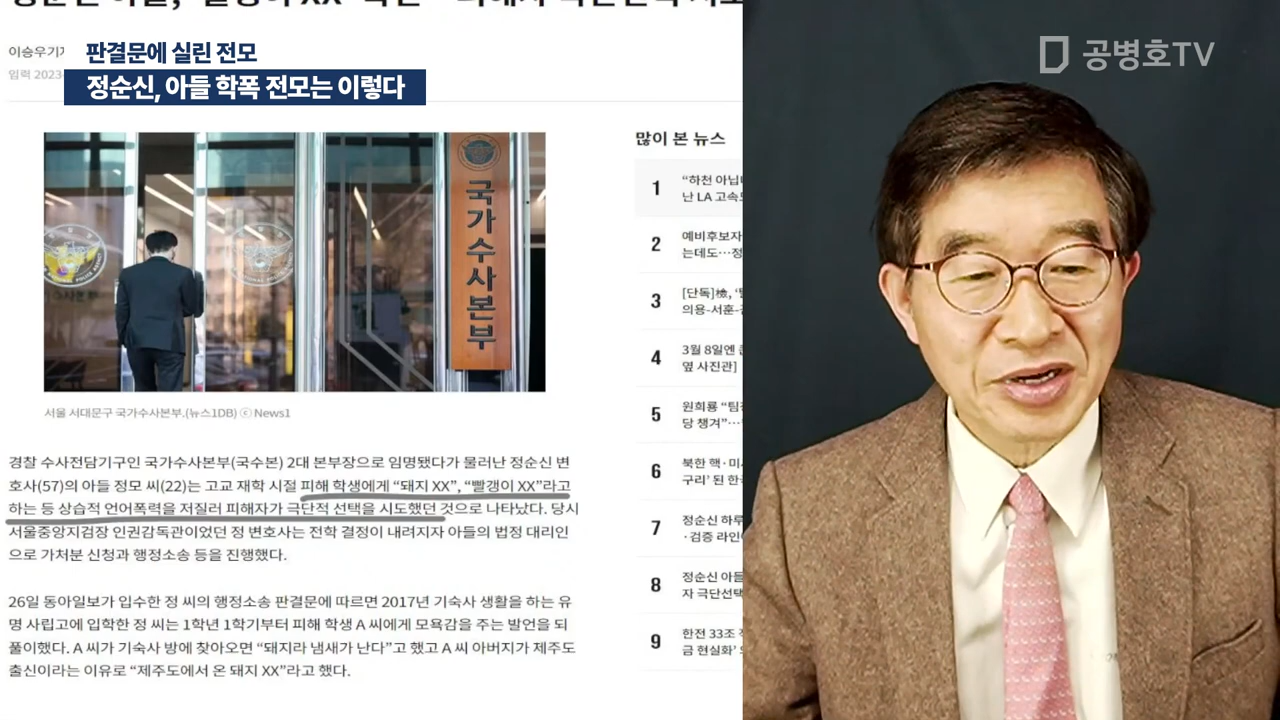 이승우기자
입력 2023-
판결문에 실린 전모
정순신, 아들 학폭 전모는 이렇다
공병호TV
국가수사본부
서울 서대문구 국가수사본부.(뉴스1DB) ⓒ News1
경찰 수사전담기구인 국가수사본부(국수본) 2대 본부장으로 임명됐다가 물러난 정순신 변
호사(57)의 아들 정모 씨(22)는 고교 재학 시절 피해 학생에게 “돼지 XX”, “빨갱이 XX”라고
하는 등 상습적 언어폭력을 저질러 피해자가 극단적 선택을 시도했던 것으로 나타났다. 당시
서울중앙지검장 인권감독관이었던 정 변호사는 전학 결정이 내려지자 아들의 법정 대리인
으로 가처분 신청과 행정소송 등을 진행했다.
26일 동아일보가 입수한 정 씨의 행정소송 판결문에 따르면 2017년 기숙사 생활을 하는 유
명 사립고에 입학한 정 씨는 1학년 1학기부터 피해 학생 A 씨에게 모욕감을 주는 발언을 되
풀이했다. A 씨가 기숙사 방에 찾아오면 “돼지라 냄새가 난다”고 했고 A 씨 아버지가 제주도
출신이라는 이유로 “제주도에서 온 돼지 XX”라고 했다.
많이 본 뉴스
1 “하천 아닙니
난 LA 고속도
2 예비후보자
는데도…정
3 [단독]檢, ‘
의용-서훈-
4 3월 8일엔
옆 사진관]
5 원희룡 “팀
당 챙겨”…
6 북한 핵·미
구리’ 된 한
7 정순신 하루
·검증 라인
8 정순신 아들
자 극단선택
9 한전 33조
금 현실화’